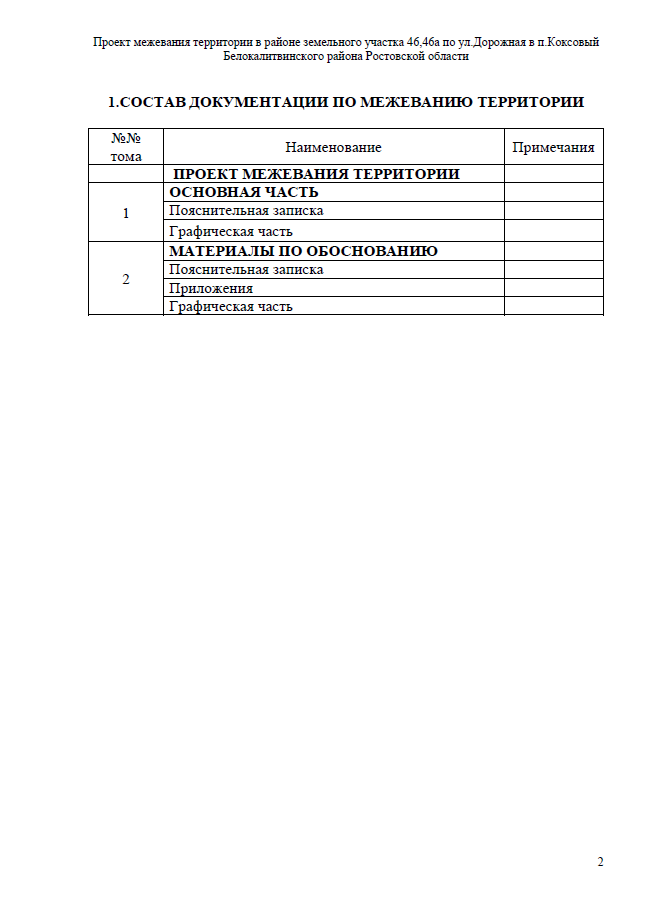 Проект межевания территории в районе земельного участка 46,46а по ул.Дорожная в п.Коксовый
Белокалитвинского района Ростовской области
1.СОСТАВ ДОКУМЕНТАЦИИ ПО МЕЖЕВАНИЮ ТЕРРИТОРИИ
№№
тома
Наименование
Примечания
ПРОЕКТ МЕЖЕВАНИЯ ТЕРРИТОРИИ
1
ОСНОВНАЯ ЧАСТЬ
Пояснительная записка
Графическая часть
2
МАТЕРИАЛЫ ПО ОБОСНОВАНИЮ
Пояснительная записка
Приложения
Графическая часть
2